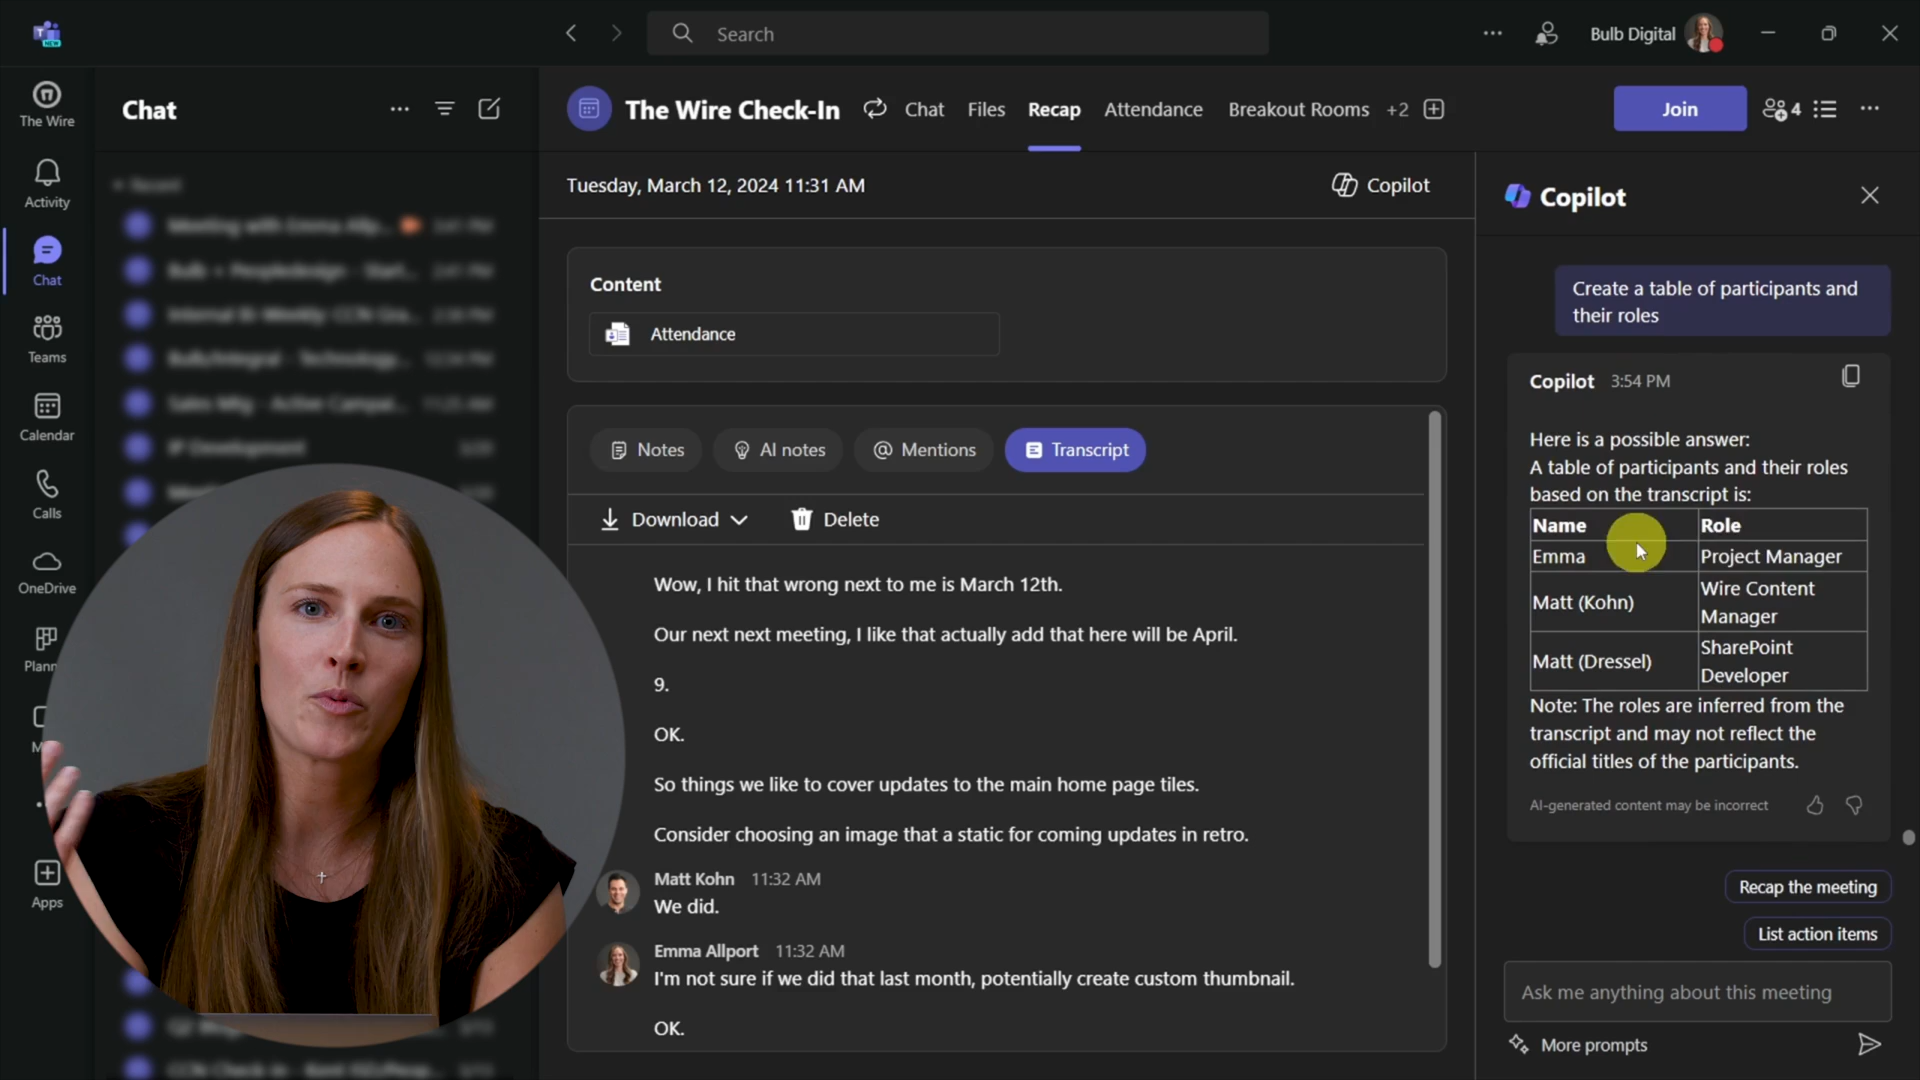 Search
Bulb Digital
The Wire
Activity
Chat
Teams
Calendar
Calls
OneDrive
Apps
Chat
Recent
The Wire Check-In
Chat
Files
Recap
Attendance
Breakout Rooms
+2
Join
4
Tuesday, March 12, 2024 11:31 AM
Copilot
Content
Attendance
Notes
AI notes
Mentions
Transcript
Download
Delete
Wow, I hit that wrong next to me is March 12th.
Our next next meeting, I like that actually add that here will be April.
9.
OK.
So things we like to cover updates to the main home page tiles.
Consider choosing an image that a static for coming updates in retro.
Matt Kohn 11:32 AM
We did.
Emma Allport 11:32 AM
I'm not sure if we did that last month, potentially create custom thumbnail.
OK.
Copilot
Create a table of participants and
their roles
Copilot 3:54 PM
Here is a possible answer:
A table of participants and their roles
based on the transcript is:
Name Role
Emma Project Manager
Matt (Kohn) Wire Content
Manager
Matt (Dressel) SharePoint
Developer
Note: The roles are inferred from the
transcript and may not reflect the
official titles of the participants.
AI-generated content may be incorrect
Recap the meeting
List action items
Ask me anything about this meeting
More prompts